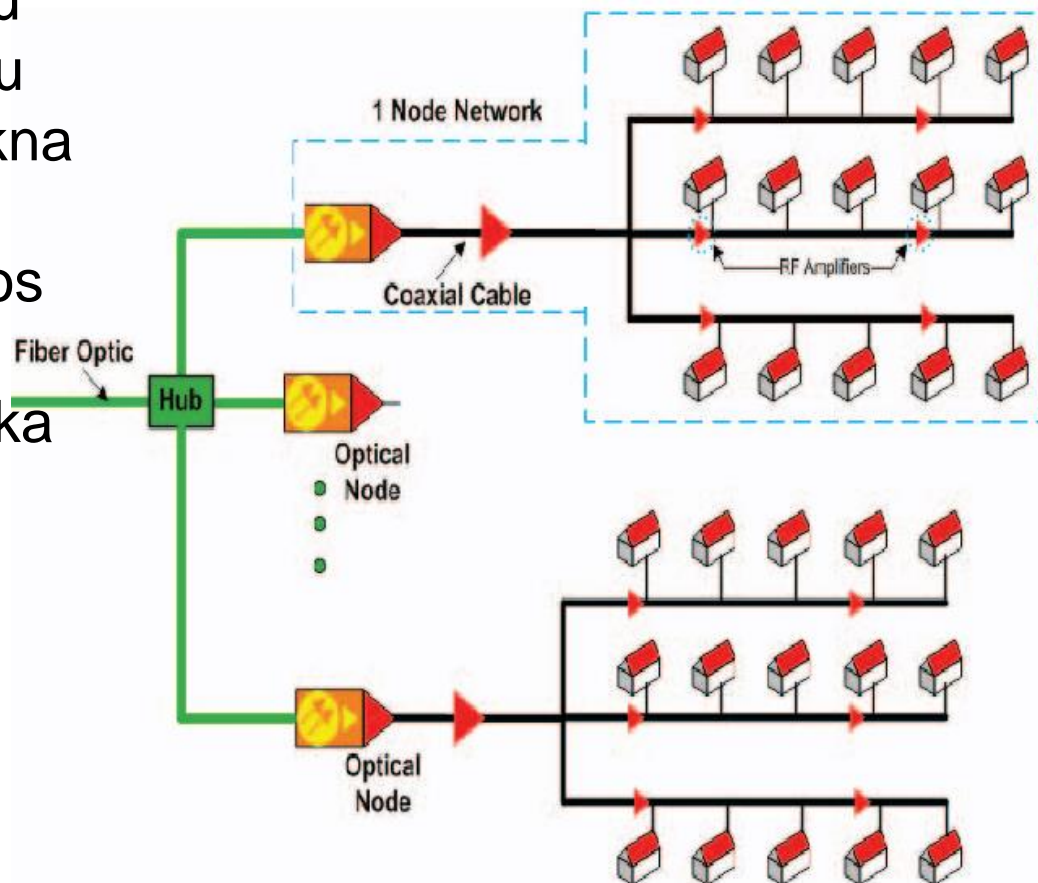 u
u
kna
os
ka
1 Node Network
Coaxial Cable
RF Amplifiers
Fiber Optic
Hub
Optical
Node
Optical
Node